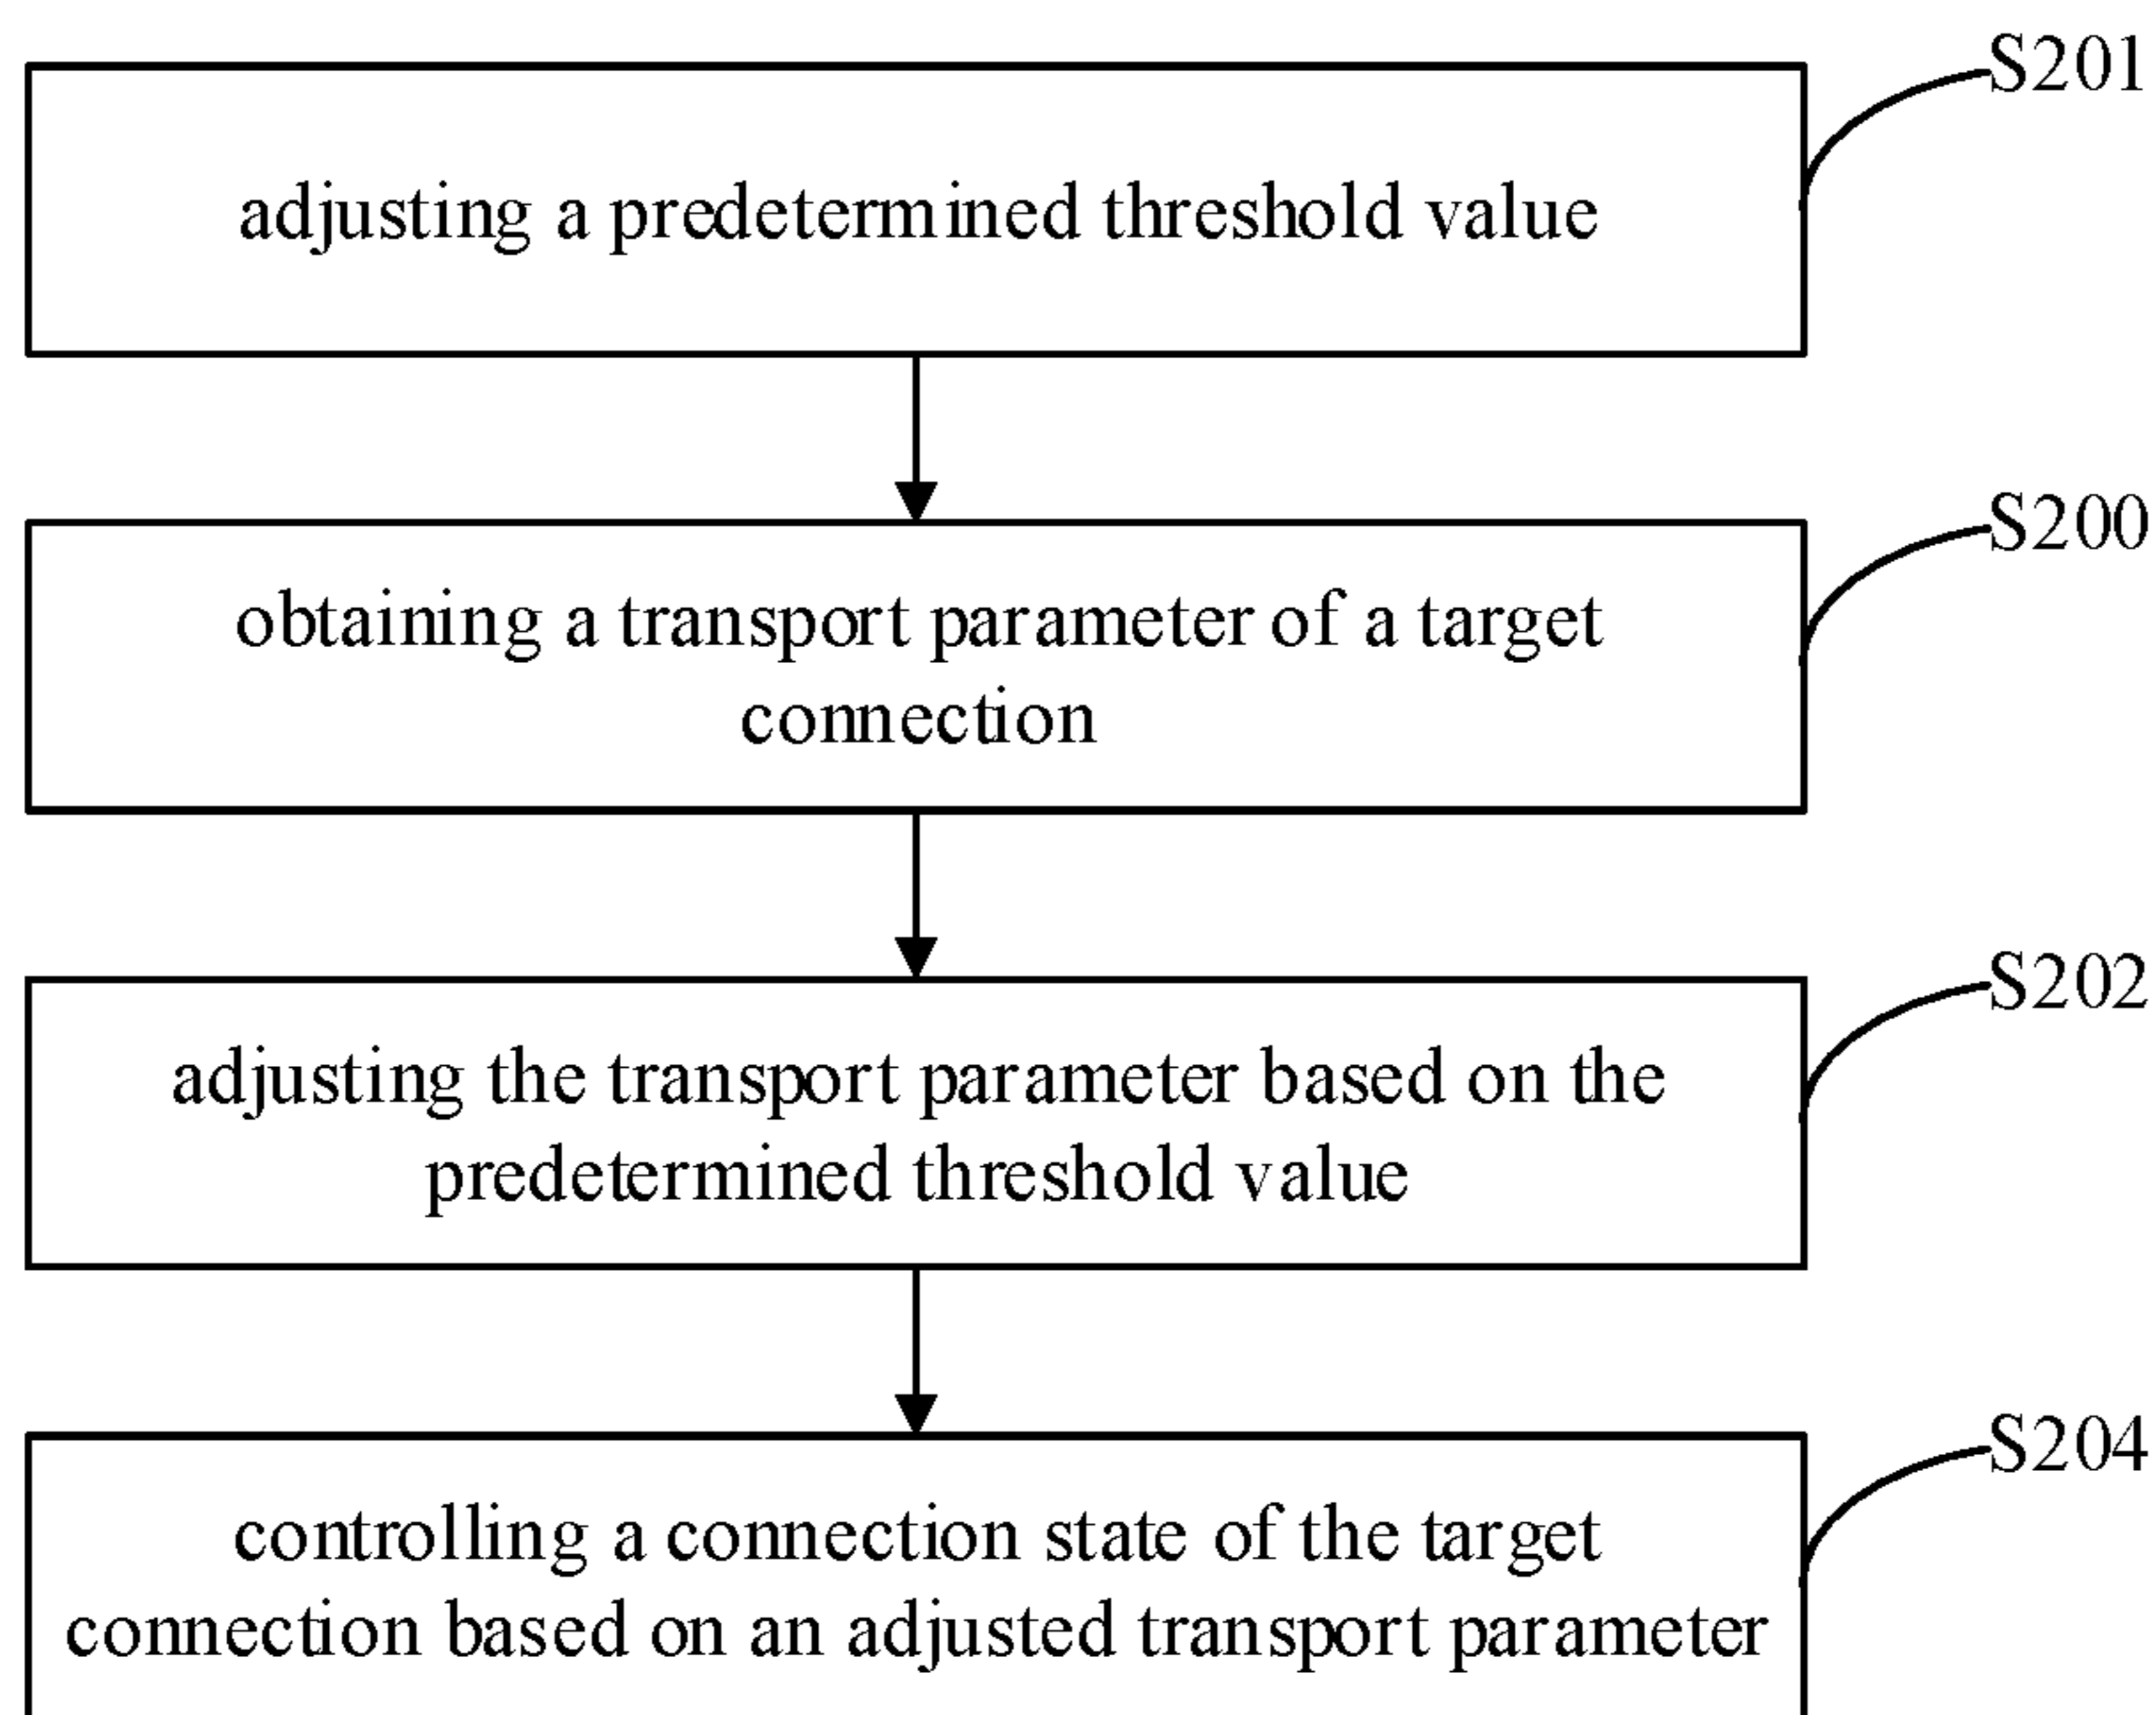 S201
adjusting a predetermined threshold value
S200
obtaining a transport parameter of a target
connection
S202
adjusting the transport parameter based on the
predetermined threshold value
S204
controlling a connection state of the target
connection based on an adjusted transport parameter